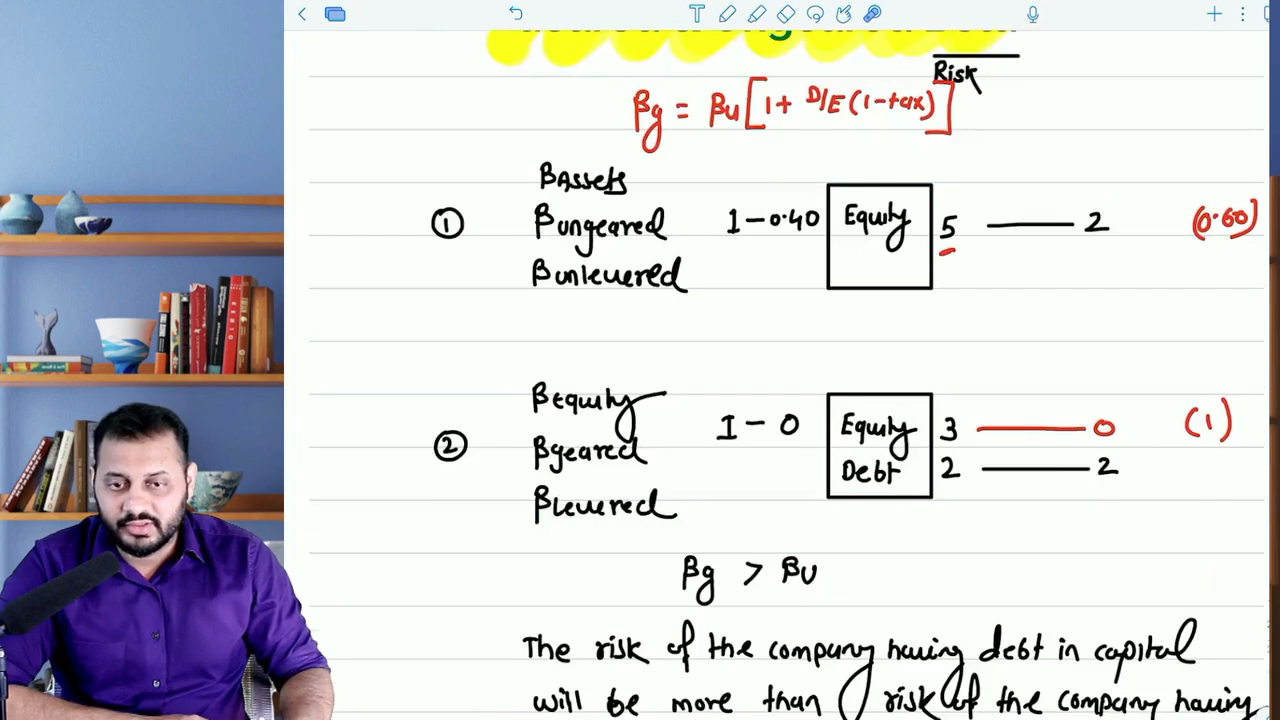 Risk
βg = βu [1+ D/E (1-tax)]
βAssets
① βungeared 1-0.40 Equity 5 — 2 (0.60)
βunlevered
βequity
② βgeared 1-0 Equity 3 — 0 (1)
Debt 2 — 2
βlevered
βg > βu
The risk of the company having debt in capital
will be more than risk of the company having